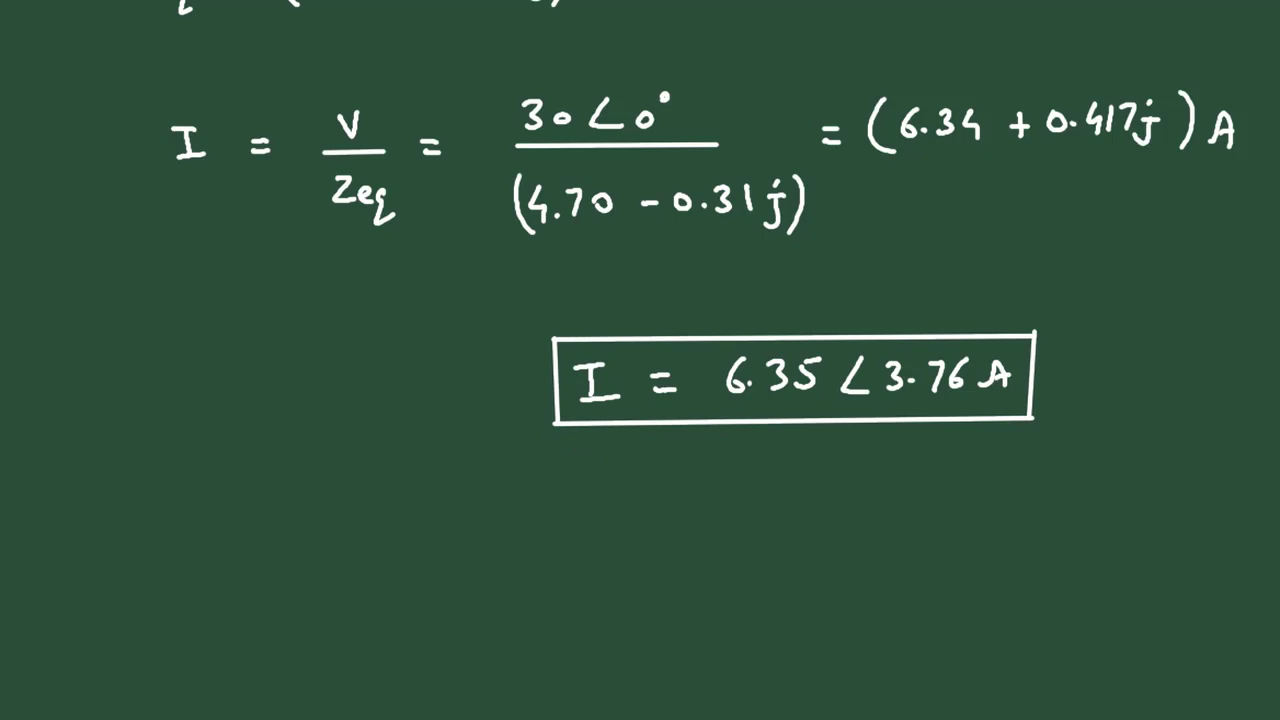 I = V / Zeq = 30∠0° / (4.70 - 0.31j) = (6.34 + 0.417j) A
I = 6.35 ∠ 3.76 A